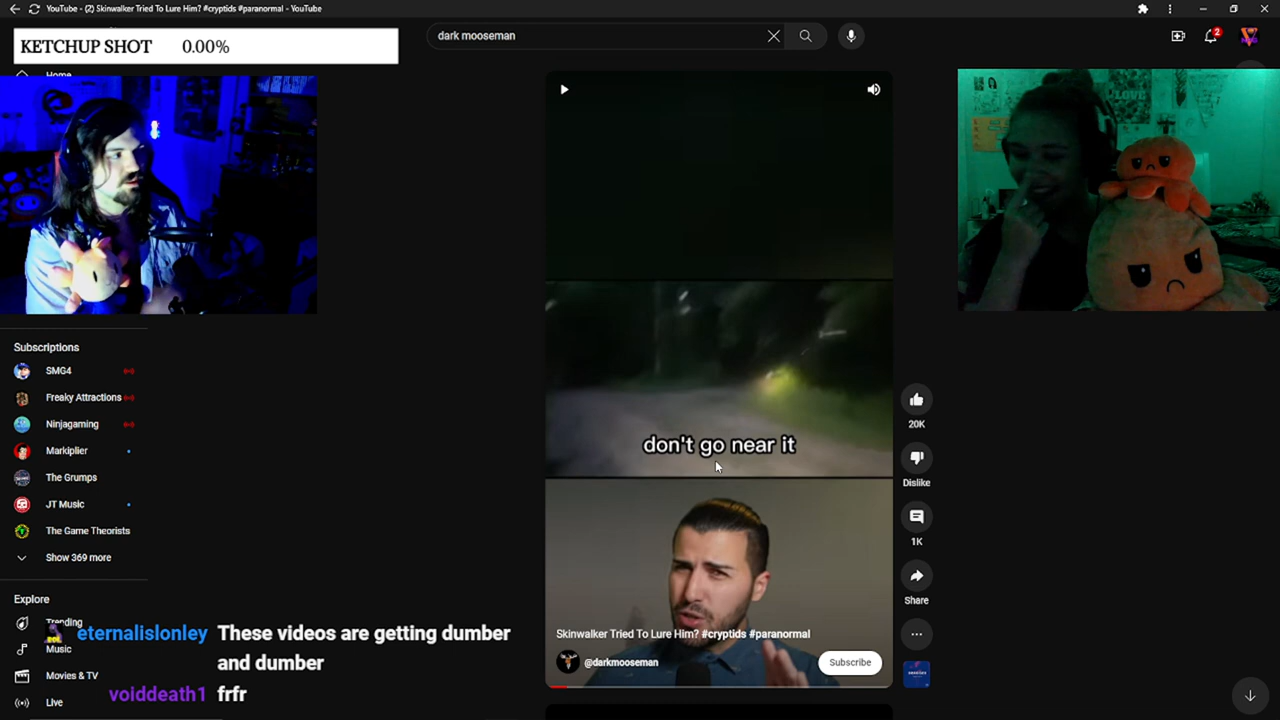 YouTube - (2) Skinwalker Tried To Lure Him? #cryptids #paranormal - YouTube
KETCHUP SHOT 0.00%
dark mooseman
2
Home
LOVE
don't go near it
Subscriptions
SMG4
Freaky Attractions
Ninjagaming
Markiplier
The Grumps
JT Music
The Game Theorists
Show 369 more
Explore
Trending
Music
Movies & TV
Live
20K
Dislike
1K
Share
Skinwalker Tried To Lure Him? #cryptids #paranormal
@darkmooseman
Subscribe
eternalislonley These videos are getting dumber
and dumber
voiddeath1 frfr